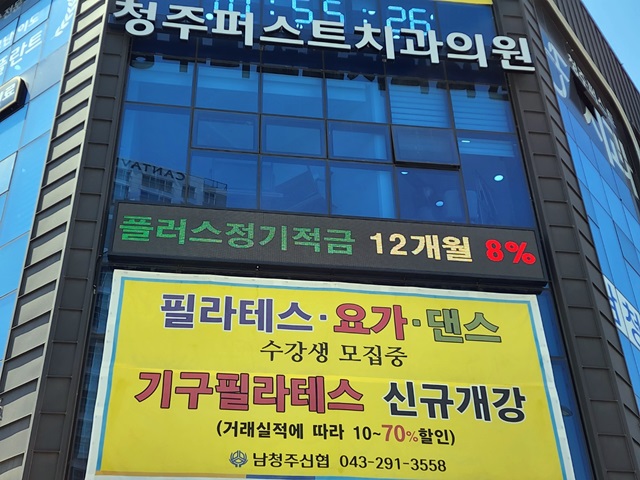 청주퍼스트치과의원
CANTAV
플러스정기적금 12개월 8%
필라테스·요가·댄스
수강생 모집중
기구필라테스 신규개강
(거래실적에 따라 10~70%할인)
남청주신협 043-291-3558